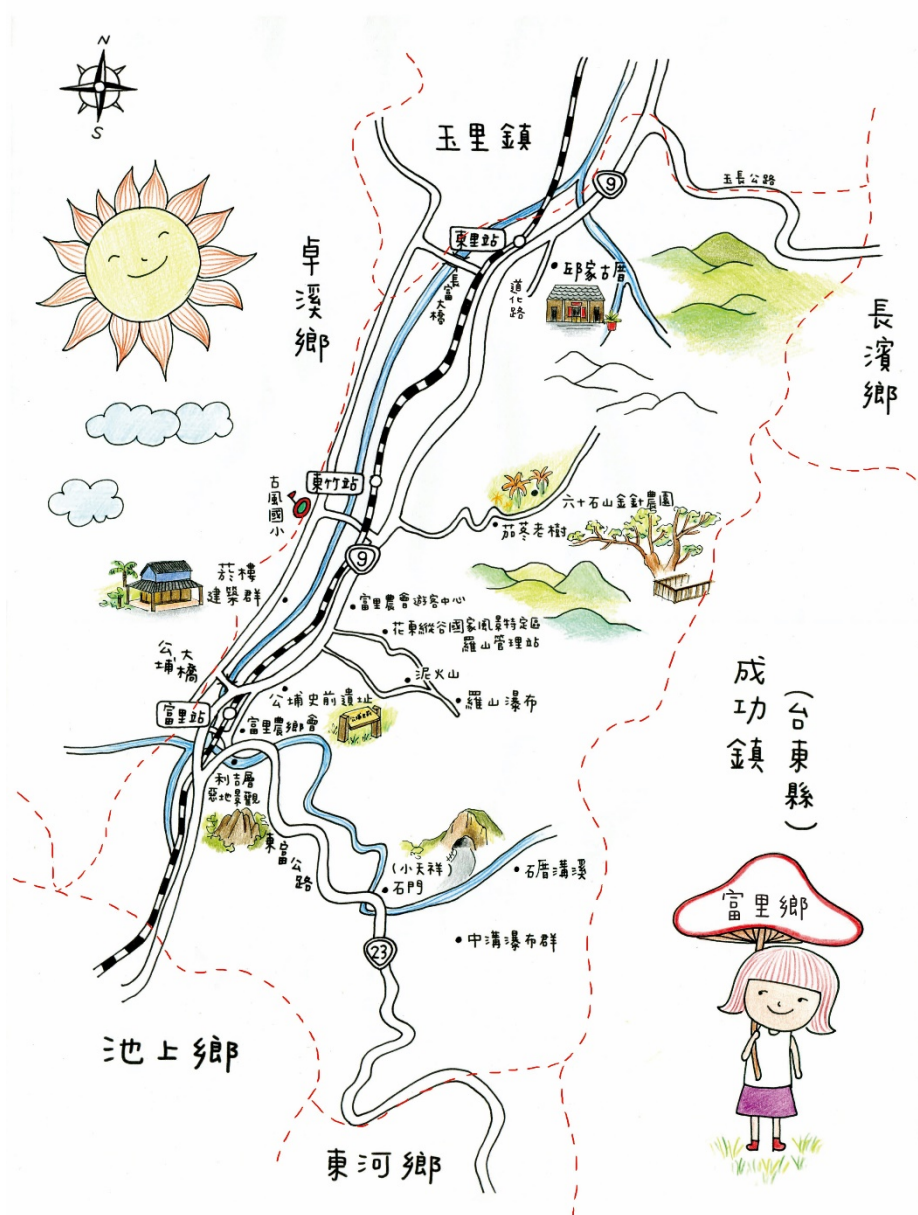 N
S
玉里鎮
9
玉長公路
東里站
卓溪鄉
長富大橋
道化路
邱家古厝
長濱鄉
東竹站
古風國小
六十石山金針農園
茄苳老樹
9
菸樓
建築群
富里農會遊客中心
花東縱谷國家風景特定區
羅山管理站
公埔大橋
泥火山
羅山瀑布
公埔史前遺址
富里站
富里農鄉會
成功鎮
(台東縣)
利吉層
惡地景觀
東富公路
(小天祥)
石門
石厝溝溪
富里鄉
23
中溝瀑布群
池上鄉
東河鄉